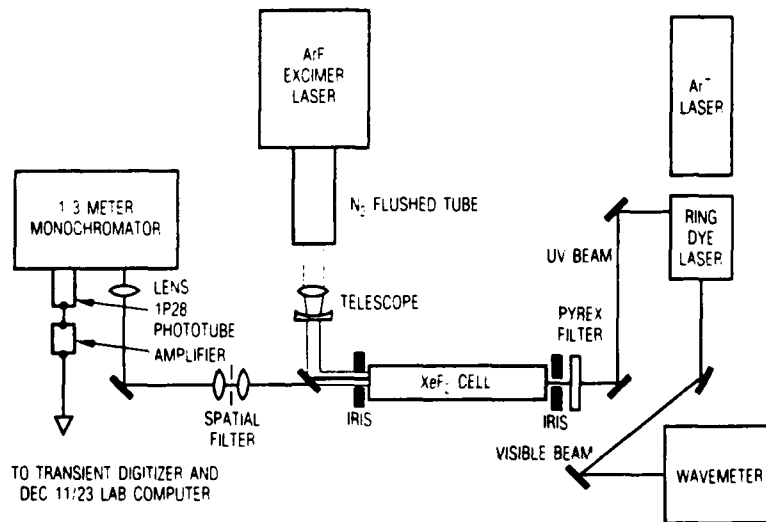 ArF
EXCIMER
LASER
Ar+
LASER
N2 FLUSHED TUBE
1 3 METER
MONOCHROMATOR
RING
DYE
LASER
UV BEAM
LENS
1P28
PHOTOTUBE
AMPLIFIER
TELESCOPE
PYREX
FILTER
XeF2 CELL
SPATIAL
FILTER
IRIS
IRIS
VISIBLE BEAM
WAVEMETER
TO TRANSIENT DIGITIZER AND
DEC 11/23 LAB COMPUTER